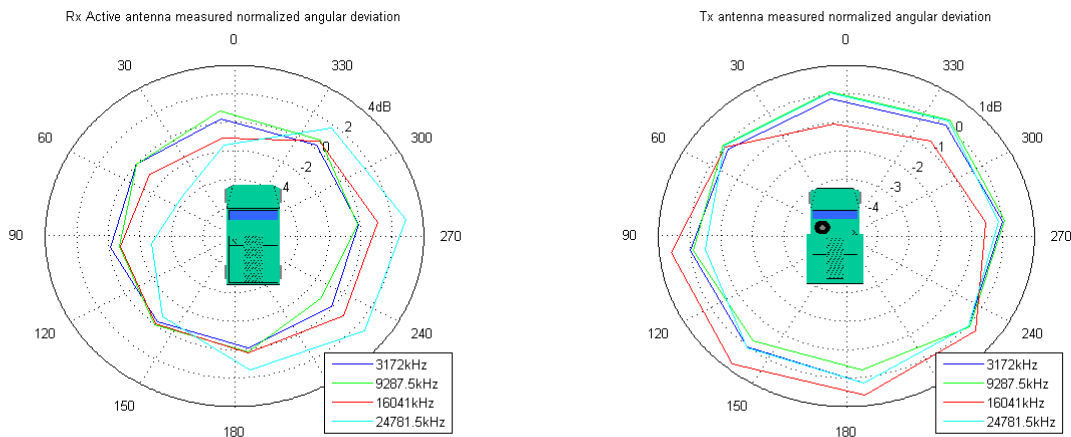 Rx Active antenna measured normalized angular deviation
0
30
330
4dB
60
2
300
0
-2
4
90
270
120
240
150
180
3172kHz
9287.5kHz
16041kHz
24781.5kHz
Tx antenna measured normalized angular deviation
0
30
330
1dB
60
0
300
1
-3
-4
90
270
120
240
150
180
3172kHz
9287.5kHz
16041kHz
24781.5kHz